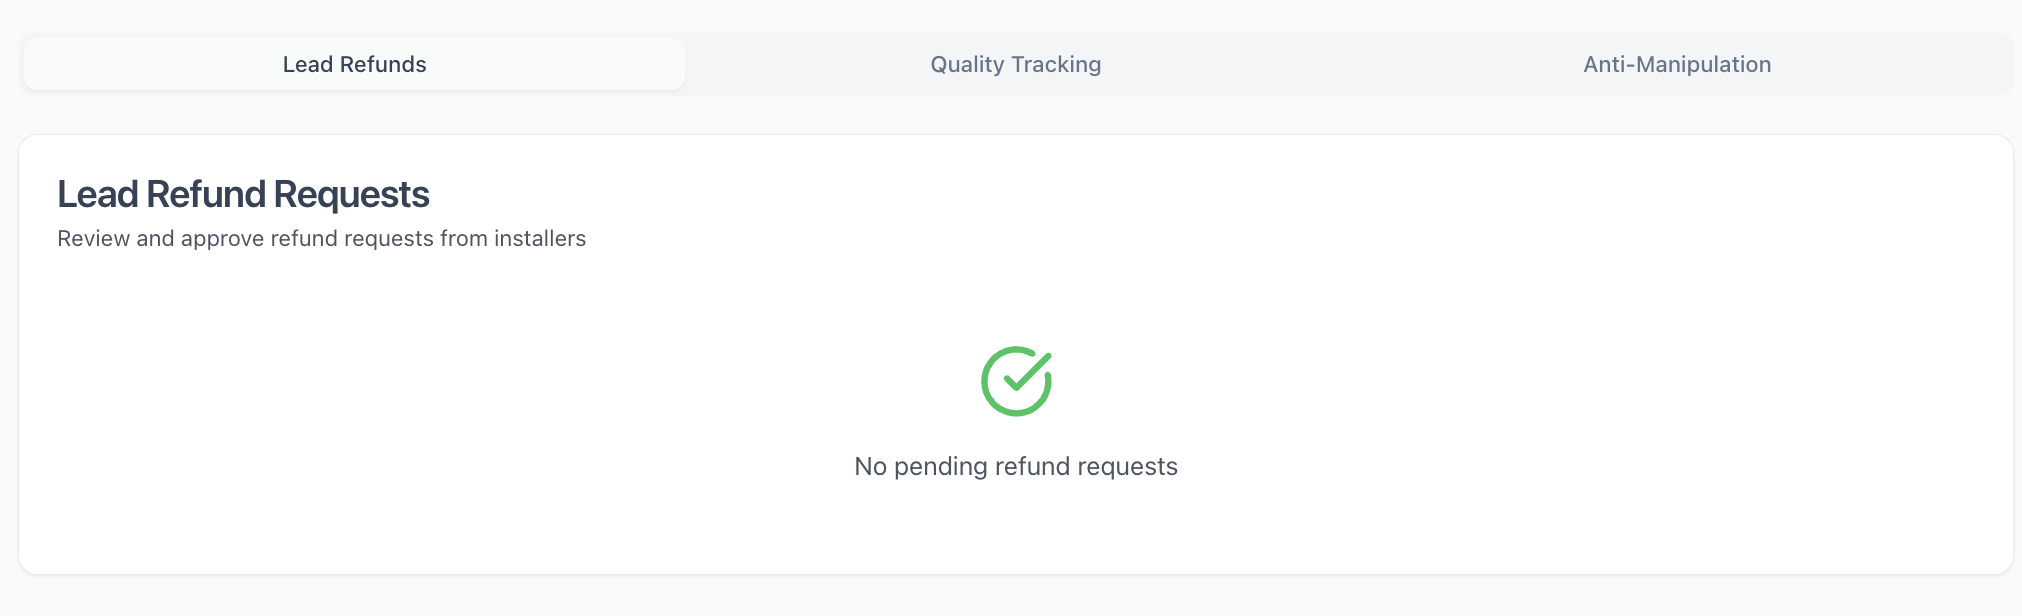 Lead Refunds
Quality Tracking
Anti-Manipulation
Lead Refund Requests
Review and approve refund requests from installers
No pending refund requests